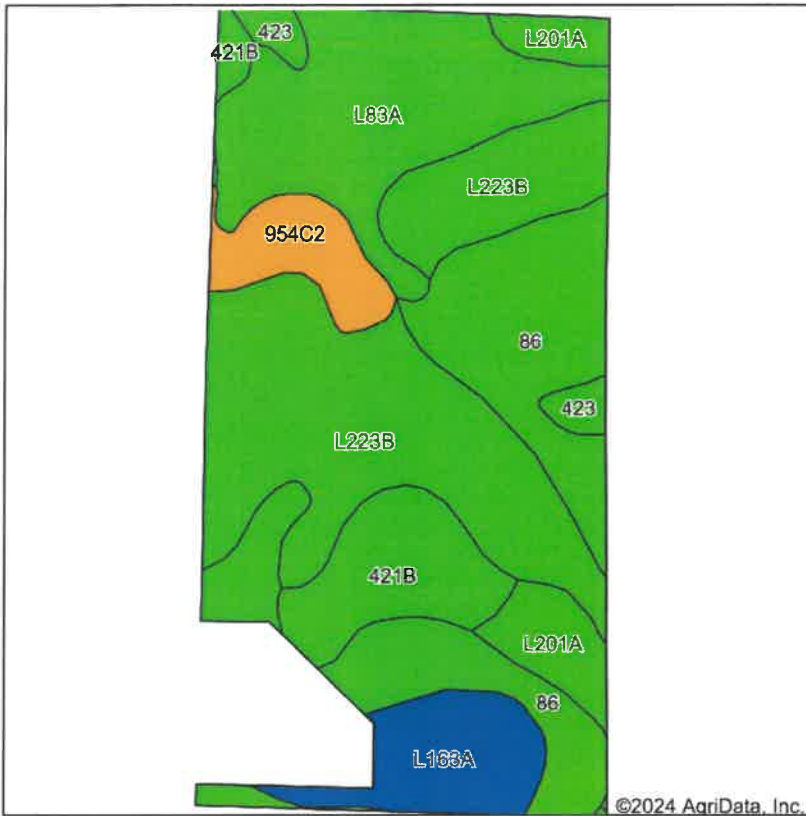 423
L201A
421B
L83A
L223B
954C2
86
423
L223B
421B
L201A
86
L163A
©2024 AgriData, Inc.